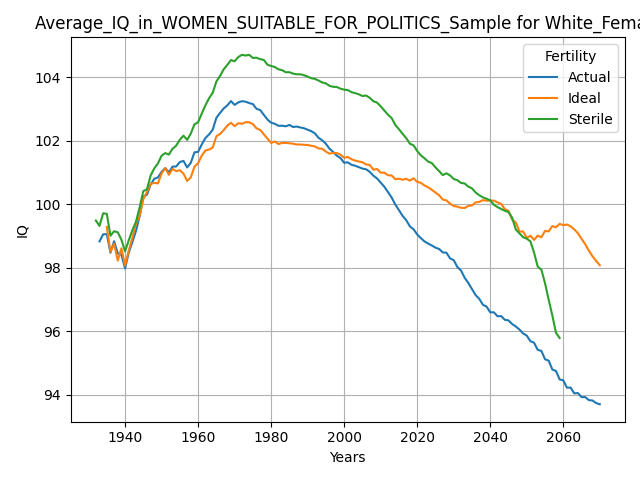 Average_IQ_in_WOMEN_SUITABLE_FOR_POLITICS_Sample for White_Fema
IQ
104
102
100
98
96
94
Fertility
Actual
Ideal
Sterile
1940
1960
1980
2000
2020
2040
2060
Years